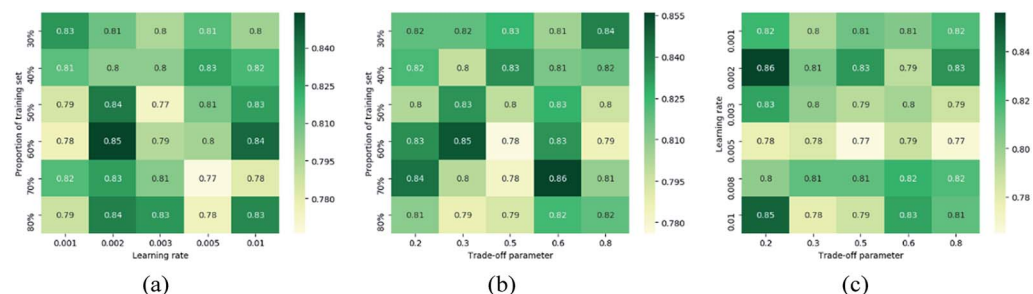 30% 0.83 0.81 0.8 0.81 0.8
40% 0.81 0.8 0.8 0.83 0.82
50% 0.79 0.84 0.77 0.81 0.83
60% 0.78 0.85 0.79 0.8 0.84
70% 0.82 0.83 0.81 0.77 0.78
80% 0.79 0.84 0.83 0.78 0.83
0.001 0.002 0.003 0.005 0.01
Learning rate
Proportion of training set
0.840
0.825
0.810
0.795
0.780
(a)
30% 0.82 0.82 0.83 0.81 0.84
40% 0.82 0.8 0.83 0.81 0.82
50% 0.8 0.83 0.8 0.83 0.8
60% 0.83 0.85 0.78 0.83 0.79
70% 0.84 0.8 0.78 0.86 0.81
80% 0.81 0.79 0.79 0.82 0.82
0.2 0.3 0.5 0.6 0.8
Trade-off parameter
Proportion of training set
0.855
0.840
0.825
0.810
0.795
0.780
(b)
0.001 0.82 0.8 0.81 0.81 0.82
0.002 0.86 0.81 0.83 0.79 0.83
0.003 0.83 0.8 0.79 0.8 0.79
0.005 0.78 0.78 0.77 0.79 0.77
0.008 0.8 0.81 0.81 0.82 0.82
0.01 0.85 0.78 0.79 0.83 0.81
0.2 0.3 0.5 0.6 0.8
Trade-off parameter
Learning rate
0.84
0.82
0.80
0.78
(c)